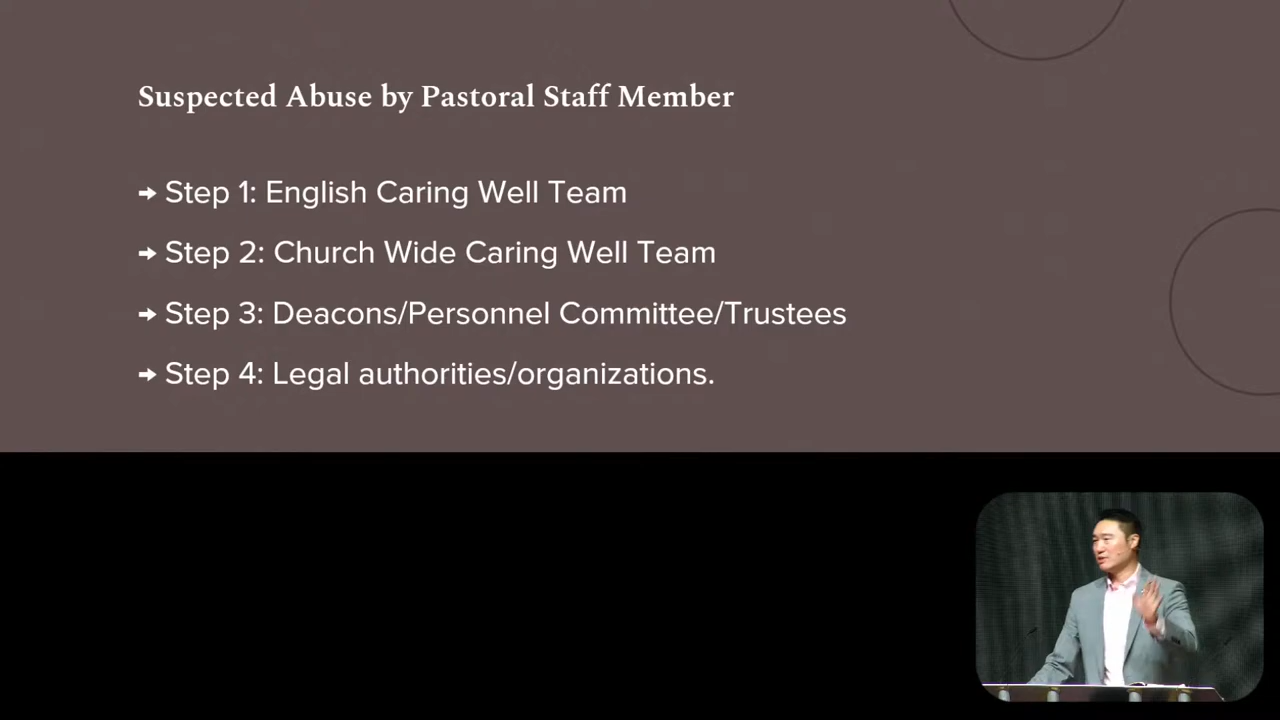 Suspected Abuse by Pastoral Staff Member
→ Step 1: English Caring Well Team
→ Step 2: Church Wide Caring Well Team
→ Step 3: Deacons/Personnel Committee/Trustees
→ Step 4: Legal authorities/organizations.